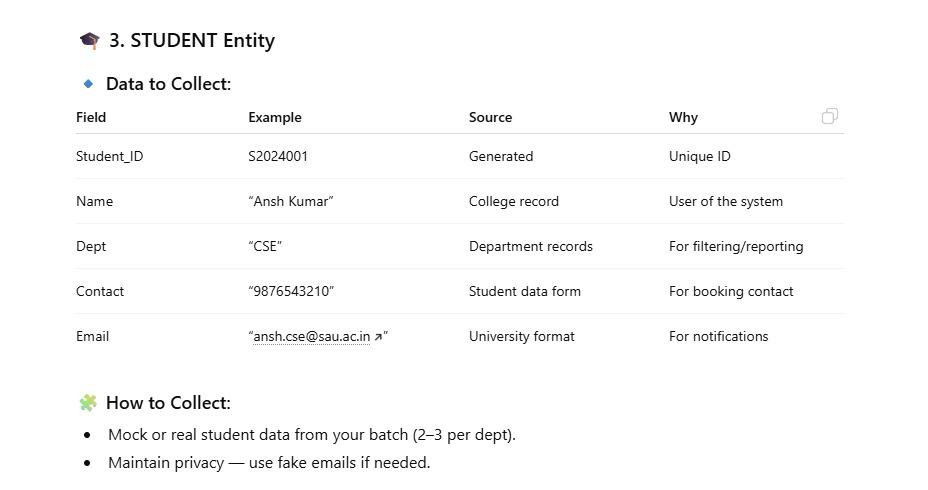 🎓 3. STUDENT Entity
🔹 Data to Collect:
Field Example Source Why
Student_ID S2024001 Generated Unique ID
Name “Ansh Kumar” College record User of the system
Dept “CSE” Department records For filtering/reporting
Contact “9876543210” Student data form For booking contact
Email “ansh.cse@sau.ac.in ↗” University format For notifications
🧩 How to Collect:
• Mock or real student data from your batch (2–3 per dept).
• Maintain privacy — use fake emails if needed.